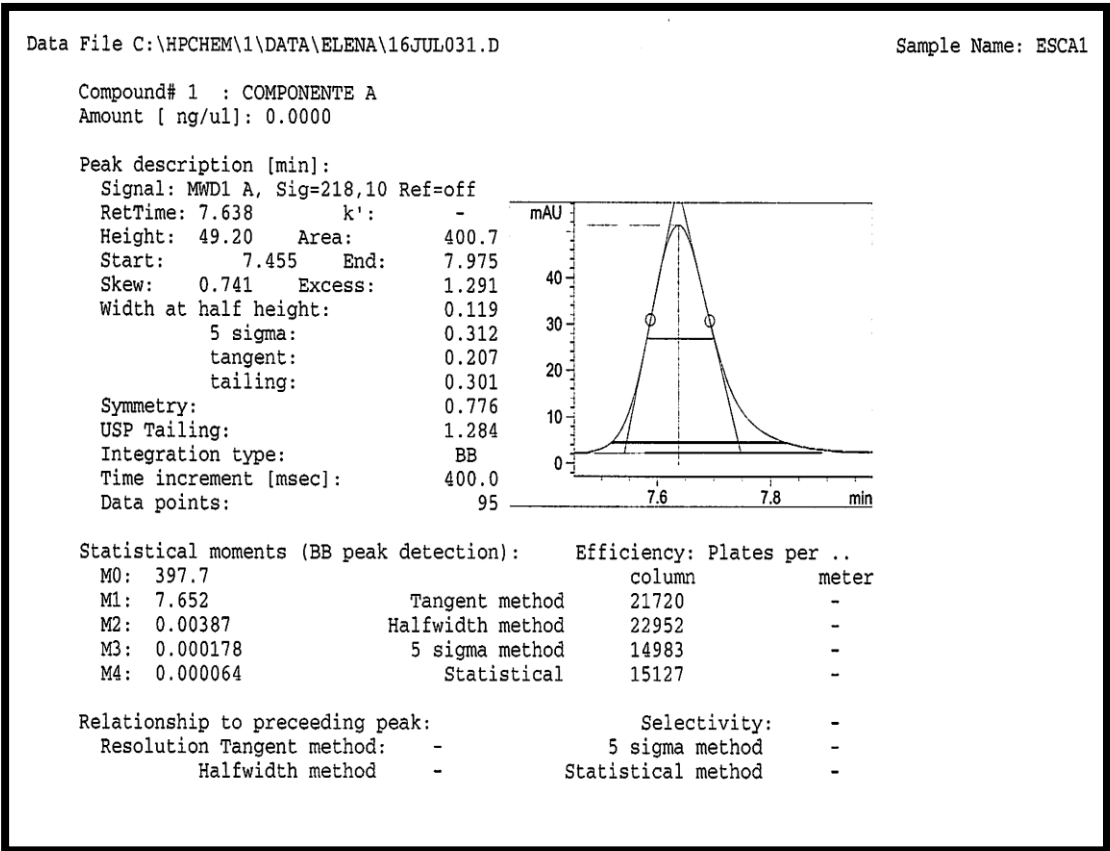 Data File C:\HPCHEM\1\DATA\ELENA\16JUL031.D Sample Name: ESCA1
Compound# 1 : COMPONENTE A
Amount [ ng/ul]: 0.0000
Peak description [min]:
Signal: MWD1 A, Sig=218,10 Ref=off
RetTime: 7.638 k': -
Height: 49.20 Area: 400.7
Start: 7.455 End: 7.975
Skew: 0.741 Excess: 1.291
Width at half height: 0.119
5 sigma: 0.312
tangent: 0.207
tailing: 0.301
Symmetry: 0.776
USP Tailing: 1.284
Integration type: BB
Time increment [msec]: 400.0
Data points: 95
mAU
40
30
20
10
0
7.6 7.8 min
Statistical moments (BB peak detection): Efficiency: Plates per ..
M0: 397.7 column meter
M1: 7.652 Tangent method 21720 -
M2: 0.00387 Halfwidth method 22952 -
M3: 0.000178 5 sigma method 14983 -
M4: 0.000064 Statistical 15127 -
Relationship to preceeding peak: Selectivity: -
Resolution Tangent method: - 5 sigma method -
Halfwidth method - Statistical method -